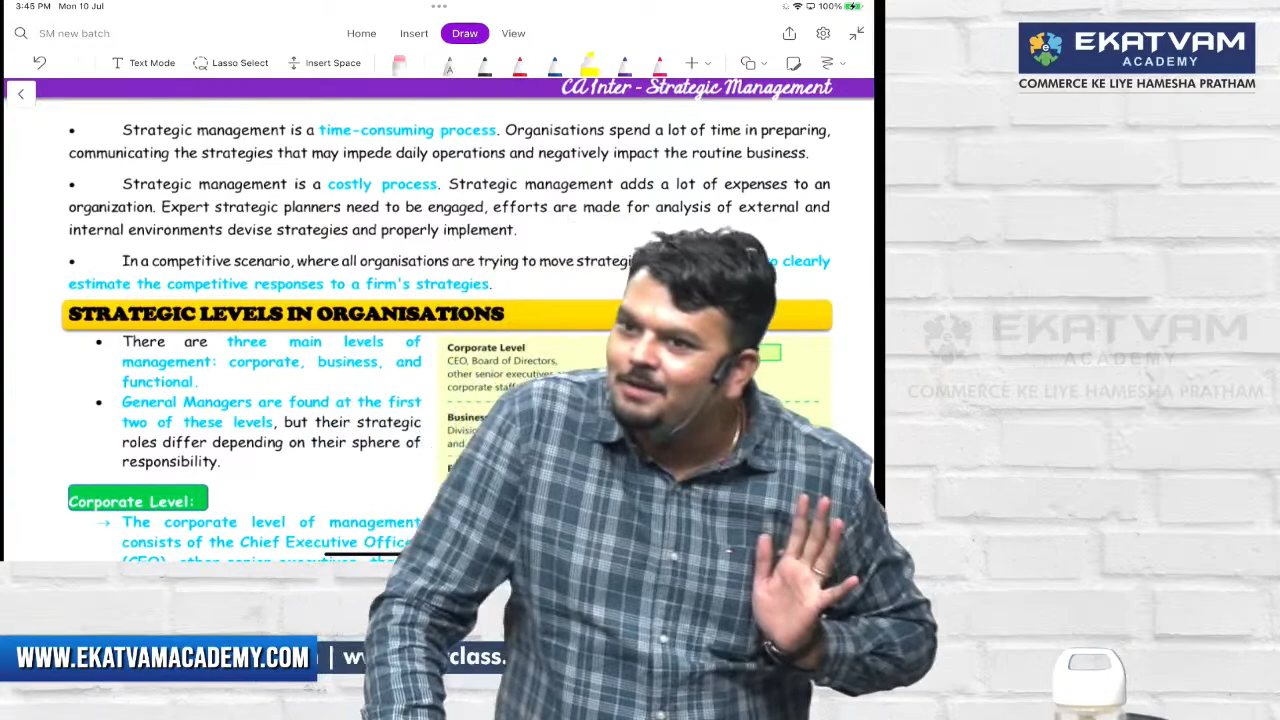 3:45 PM Mon 10 Jul
100%
SM new batch
Home Insert Draw View
Text Mode Lasso Select Insert Space
CA Inter - Strategic Management
• Strategic management is a time-consuming process. Organisations spend a lot of time in preparing,
communicating the strategies that may impede daily operations and negatively impact the routine business.
• Strategic management is a costly process. Strategic management adds a lot of expenses to an
organization. Expert strategic planners need to be engaged, efforts are made for analysis of external and
internal environments devise strategies and properly implement.
• In a competitive scenario, where all organisations are trying to move clearly
estimate the competitive responses to a firm's strategies.
STRATEGIC LEVELS IN ORGANISATIONS
• There are three main levels of
management: corporate, business, and
functional.
• General Managers are found at the first
two of these levels, but their strategic
roles differ depending on their sphere of
responsibility.
Corporate Level
CEO, Board of Directors,
other senior executives
corporate
Business
and
Corporate Level:
→ The corporate level of management
consists of the Chief Executive
EKATVAM
ACADEMY
COMMERCE KE LIYE HAMESHA PRATHAM
EKATVAM
ACADEMY
COMMERCE KE LIYE HAMESHA PRATHAM
WWW.EKATVAMACADEMY.COM